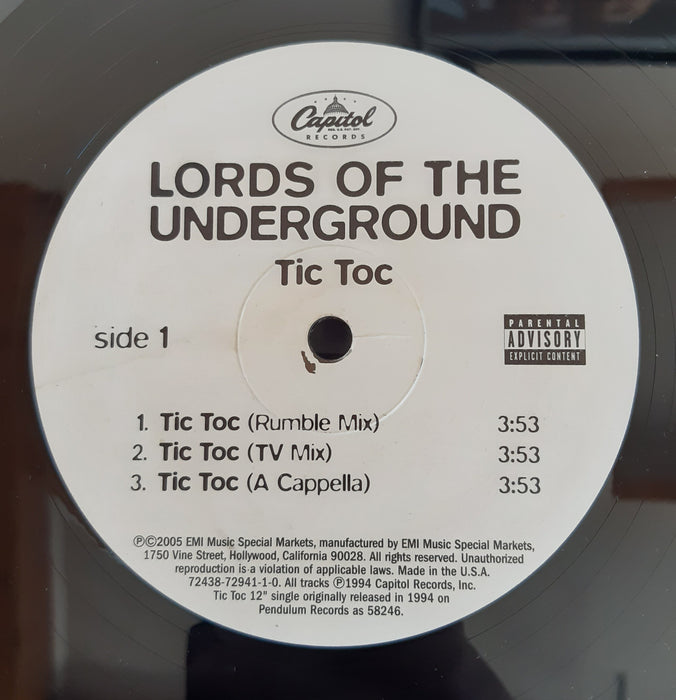 Capitol
REG. U.S. PAT. OFF.
RECORDS
LORDS OF THE
UNDERGROUND
Tic Toc
side 1
PARENTAL
ADVISORY
EXPLICIT CONTENT
1. Tic Toc (Rumble Mix) 3:53
2. Tic Toc (TV Mix) 3:53
3. Tic Toc (A Cappella) 3:53
℗©2005 EMI Music Special Markets, manufactured by EMI Music Special Markets,
1750 Vine Street, Hollywood, California 90028. All rights reserved. Unauthorized
reproduction is a violation of applicable laws. Made in the U.S.A.
72438-72941-1-0. All tracks ℗1994 Capitol Records, Inc.
Tic Toc 12" single originally released in 1994 on
Pendulum Records as 58246.